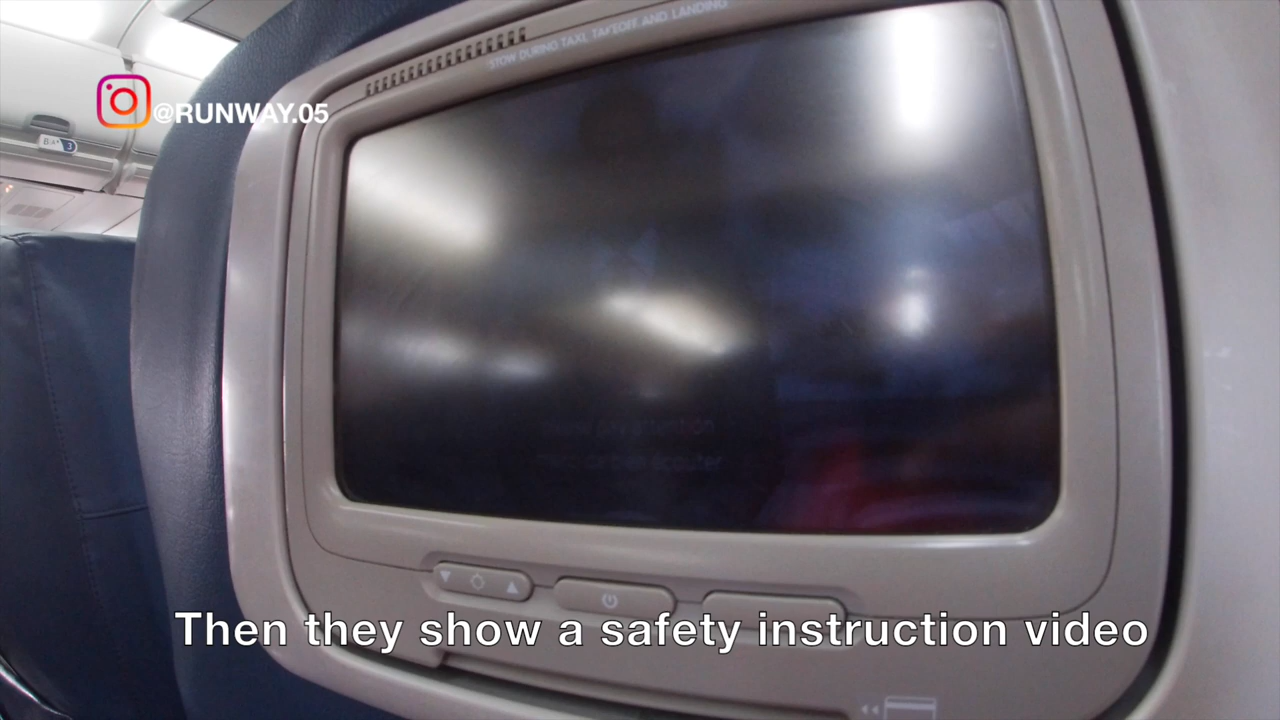 STOW DURING TAXI, TAKEOFF AND LANDING
@RUNWAY.05
Then they show a safety instruction video